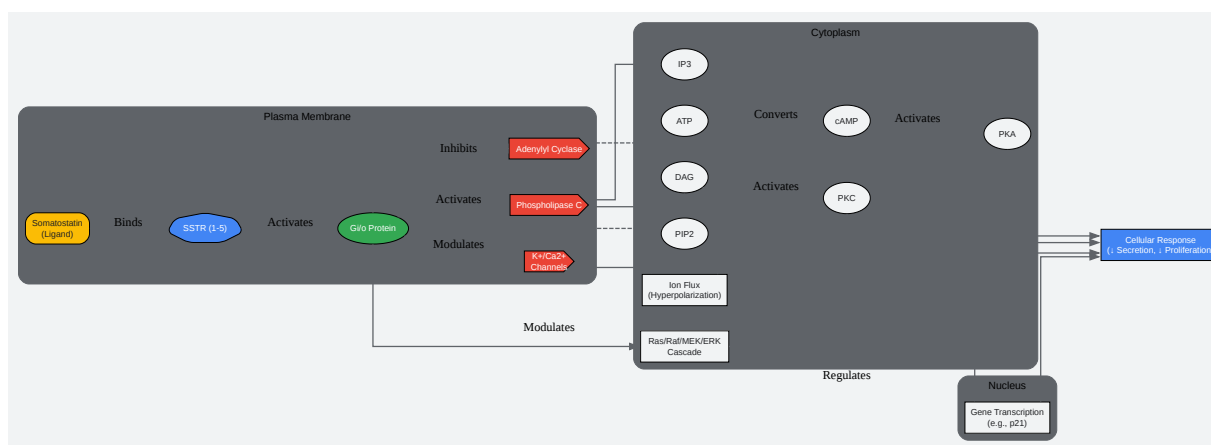 Cytoplasm
IP3
Plasma Membrane
ATP
Converts
cAMP
Activates
PKA
Inhibits
Adenylyl Cyclase
DAG
Activates
PKC
Activates
Phospholipase C
Somatostatin
(Ligand)
Binds
SSTR (1-5)
Activates
Gi/o Protein
PIP2
Modulates
K+/Ca2+
Channels
Cellular Response
(↓ Secretion, ↓ Proliferation)
Ion Flux
(Hyperpolarization)
Modulates
Ras/Raf/MEK/ERK
Cascade
Regulates
Nucleus
Gene Transcription
(e.g., p21)